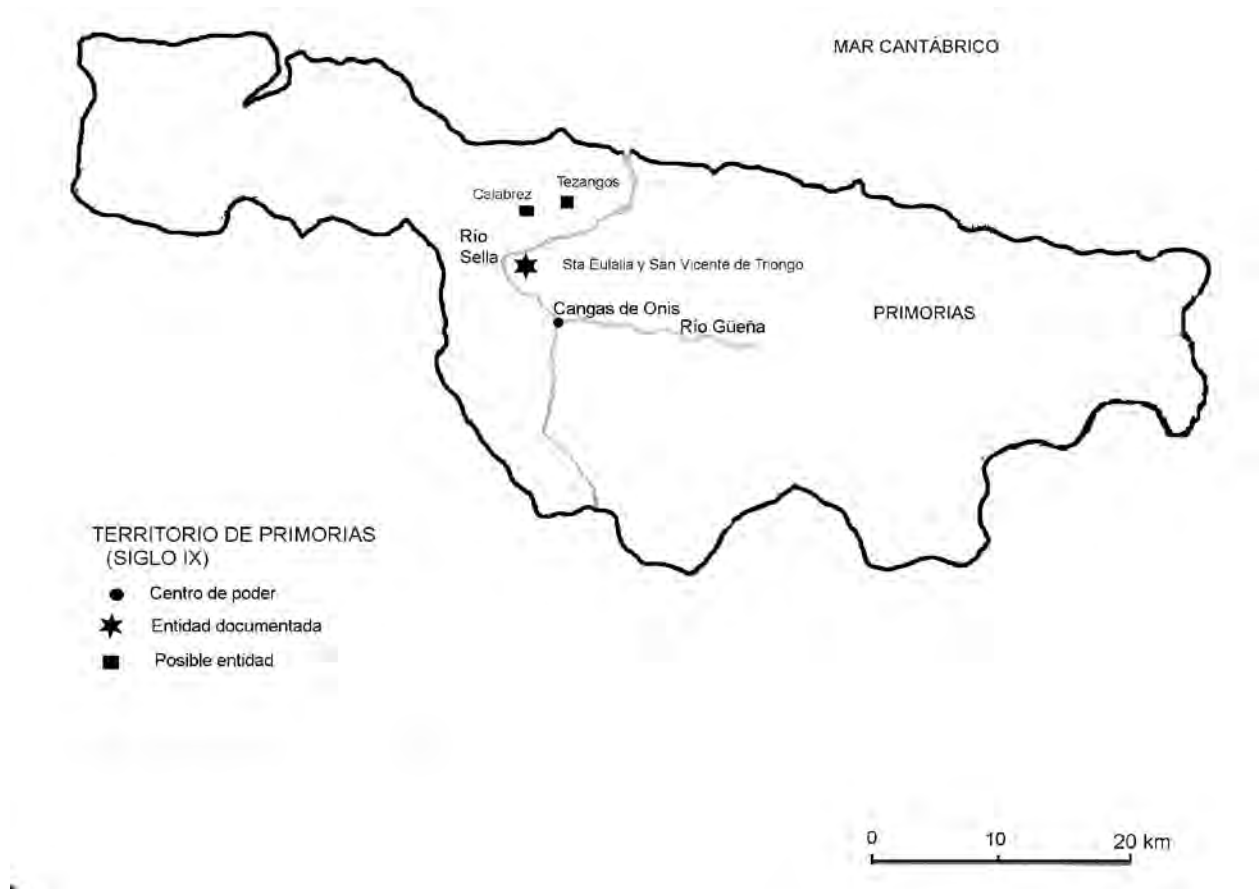 MAR CANTÁBRICO
Tezangos
Calabrez
Río
Sella
Sta Eulalia y San Vicente de Triongo
Cangas de Onis
Río Güeña
PRIMORIAS
TERRITORIO DE PRIMORIAS
(SIGLO IX)
Centro de poder
Entidad documentada
Posible entidad
0 10 20 km